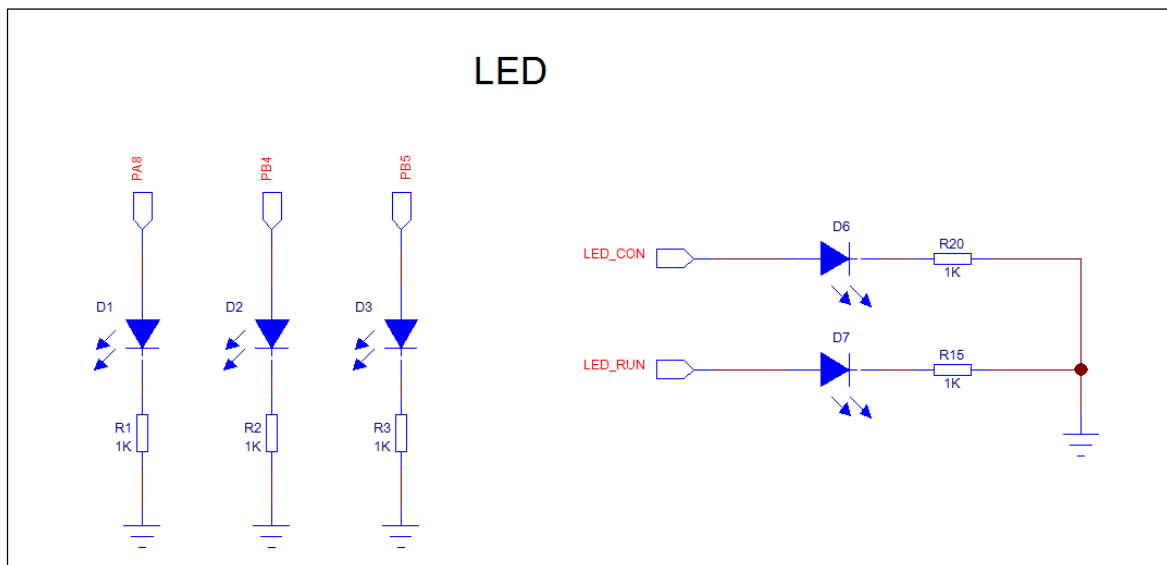 LED
PA8
PB4
PB5
D1
D2
D3
R1
1K
R2
1K
R3
1K
LED_CON
D6
R20
1K
LED_RUN
D7
R15
1K